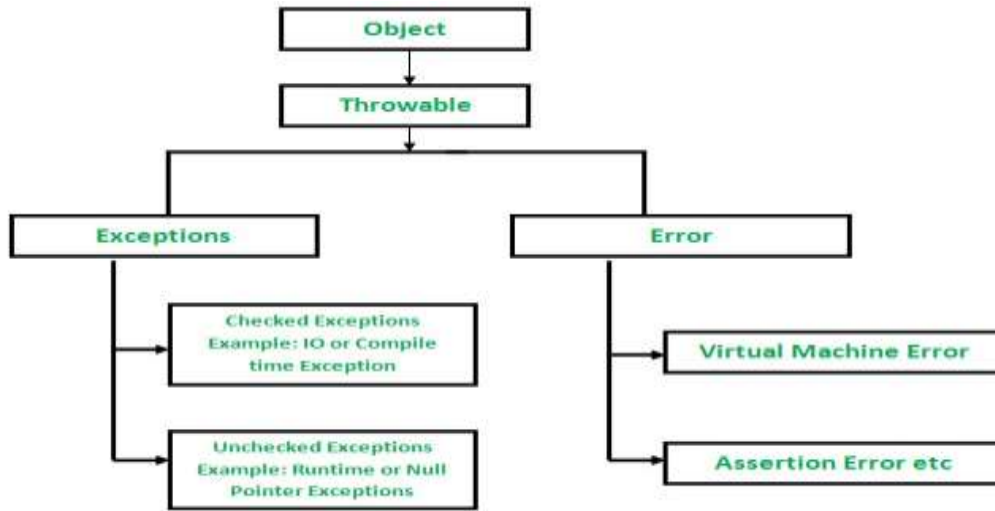 Object
Throwable
Exceptions
Error
Checked Exceptions
Example: IO or Compile
time Exception
Virtual Machine Error
Unchecked Exceptions
Example: Runtime or Null
Pointer Exceptions
Assertion Error etc